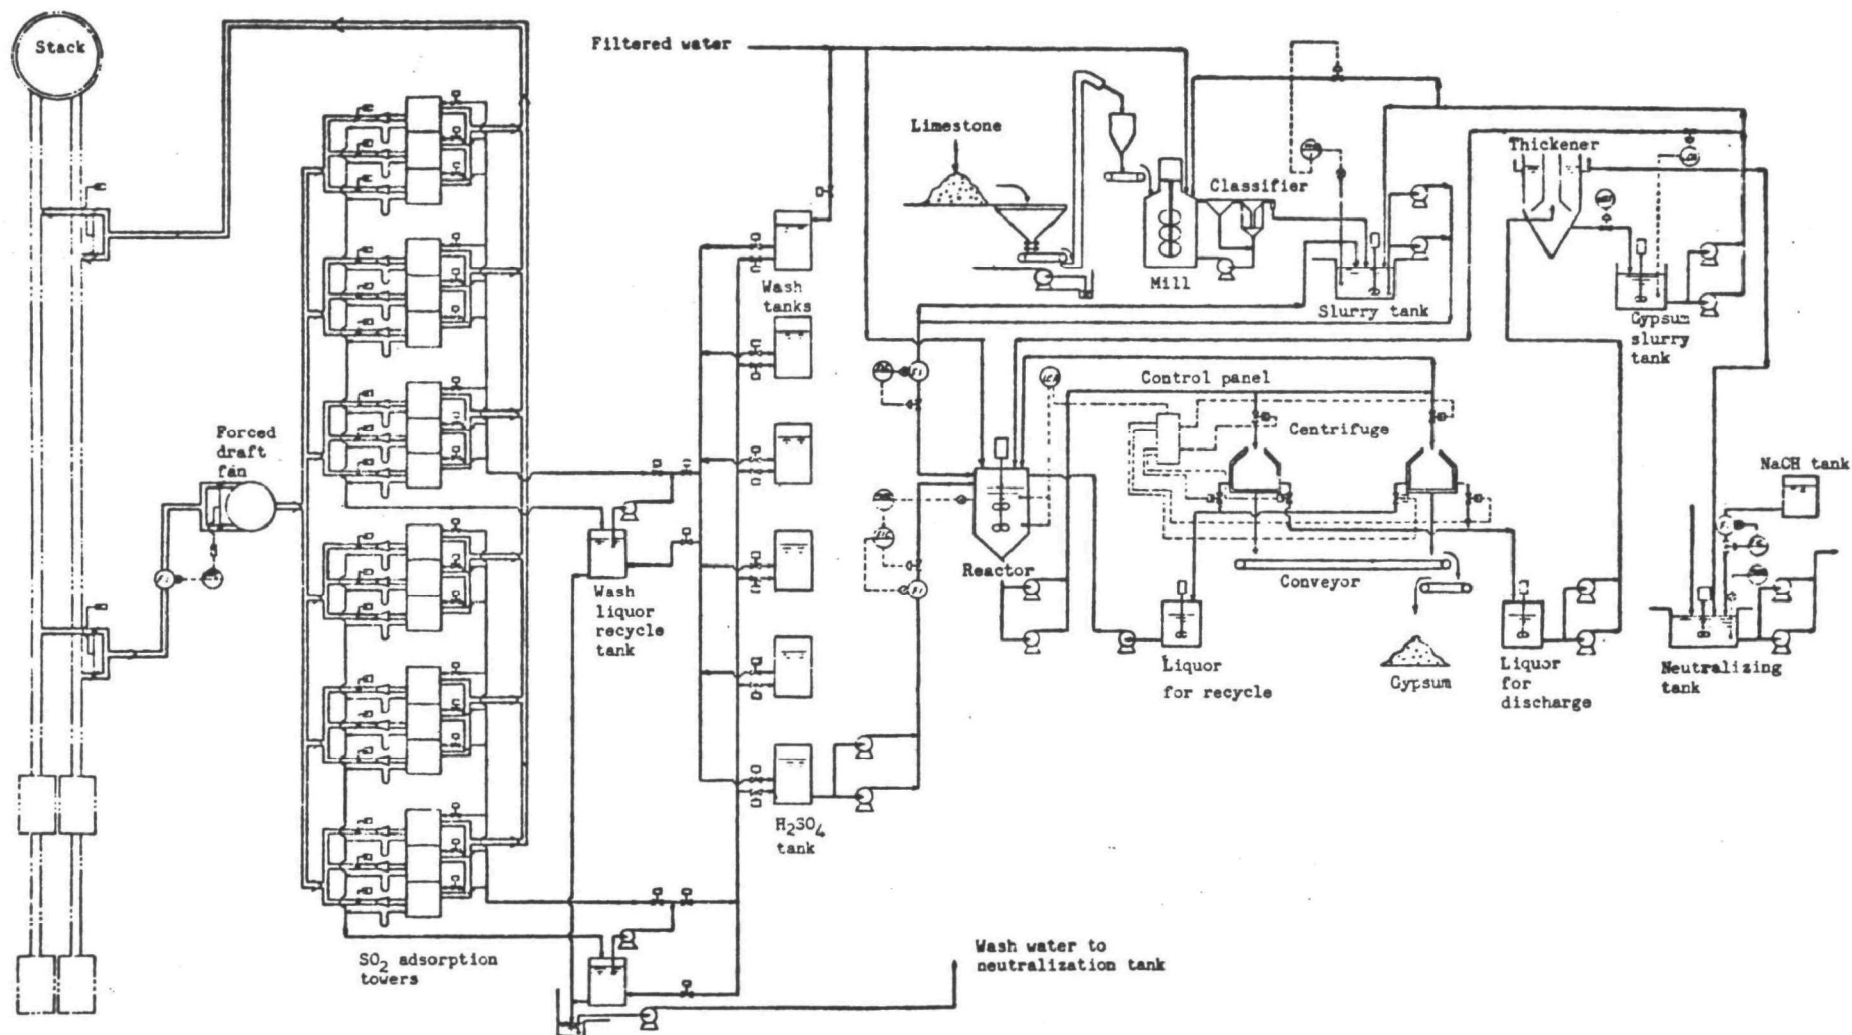 Stack
Filtered water
Limestone
Classifier
Thickener
Mill
Slurry tank
Gypsum
slurry
tank
Wash
tanks
Control panel
Centrifuge
NaCH tank
Forced
draft
fan
Reactor
Conveyor
Wash
liquor
recycle
tank
Liquor
for recycle
Gypsum
Liquor
for
discharge
Neutralizing
tank
H2SO4
tank
SO2 adsorption
towers
Wash water to
neutralization tank